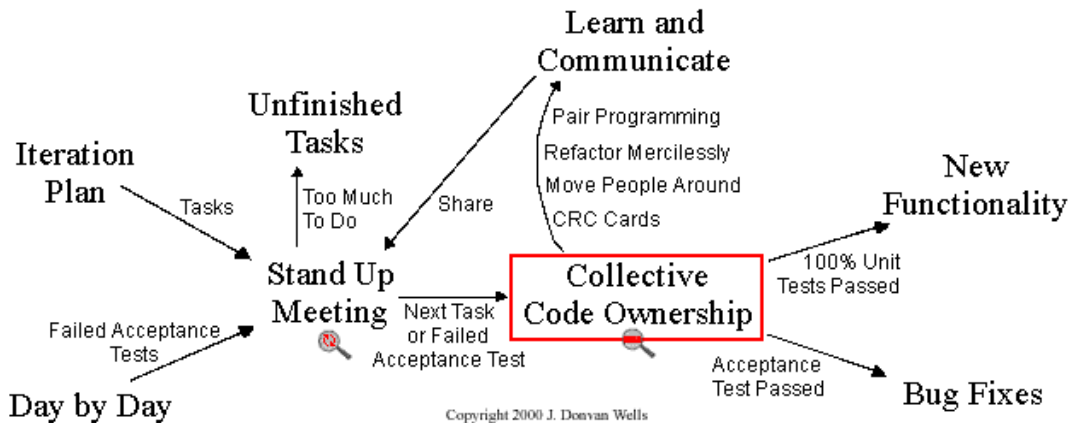 Learn and
Communicate
Unfinished
Tasks
Pair Programming
Refactor Mercilessly
Move People Around
CRC Cards
Iteration
Plan
New
Functionality
Tasks
Too Much
To Do
Share
Stand Up
Meeting
Collective
Code Ownership
100% Unit
Tests Passed
Failed Acceptance
Tests
Next Task
or Failed
Acceptance Test
Acceptance
Test Passed
Day by Day
Bug Fixes
Copyright 2000 J. Donvan Wells